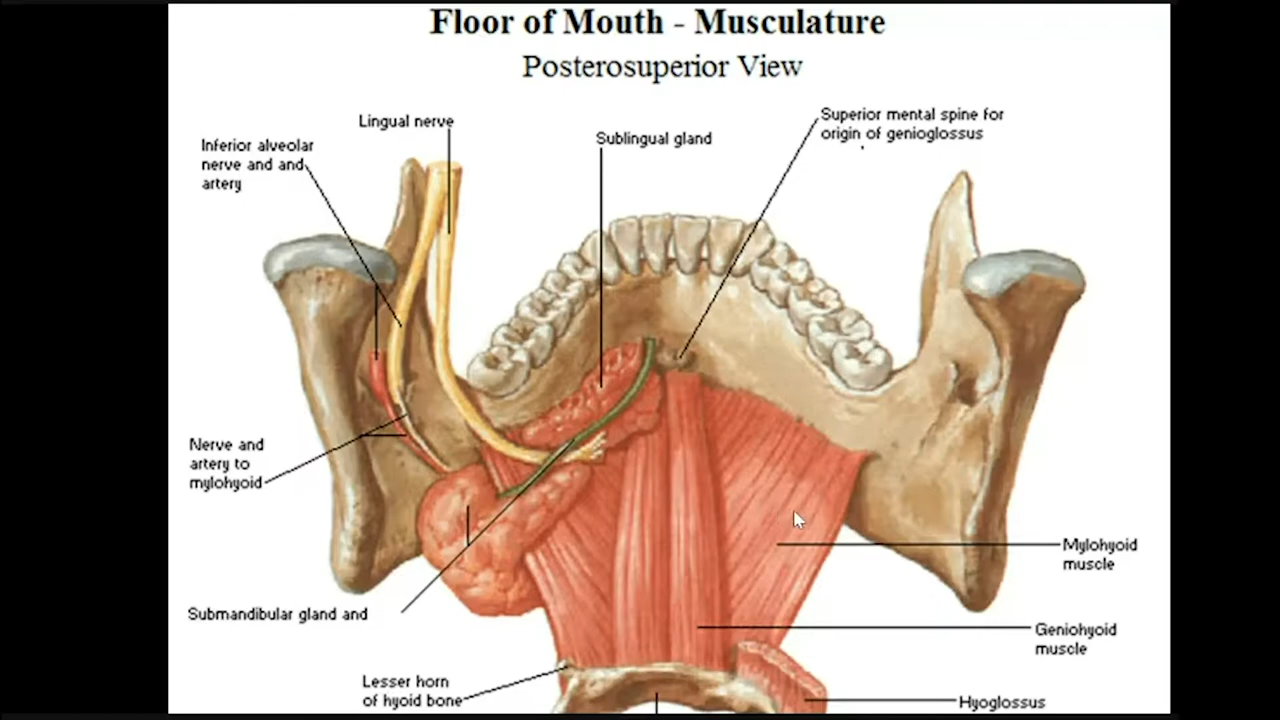 Floor of Mouth - Musculature
Posterosuperior View
Lingual nerve
Inferior alveolar
nerve and and
artery
Sublingual gland
Superior mental spine for
origin of genioglossus
Nerve and
artery to
mylohyoid
Submandibular gland and
Lesser horn
of hyoid bone
Mylohyoid
muscle
Geniohyoid
muscle
Hyoglossus